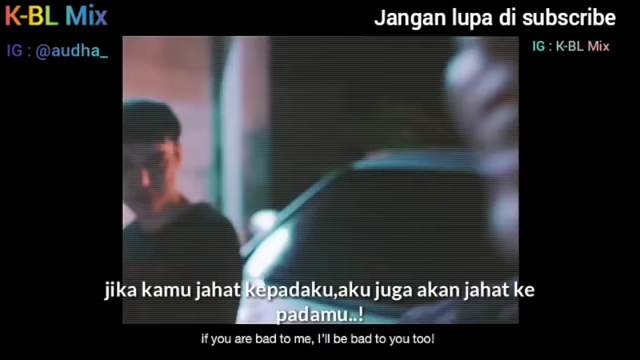 K-BL Mix
Jangan lupa di subscribe
IG : @audha_
IG : K-BL Mix
jika kamu jahat kepadaku,aku juga akan jahat ke
padamu..!
if you are bad to me, I'll be bad to you too!